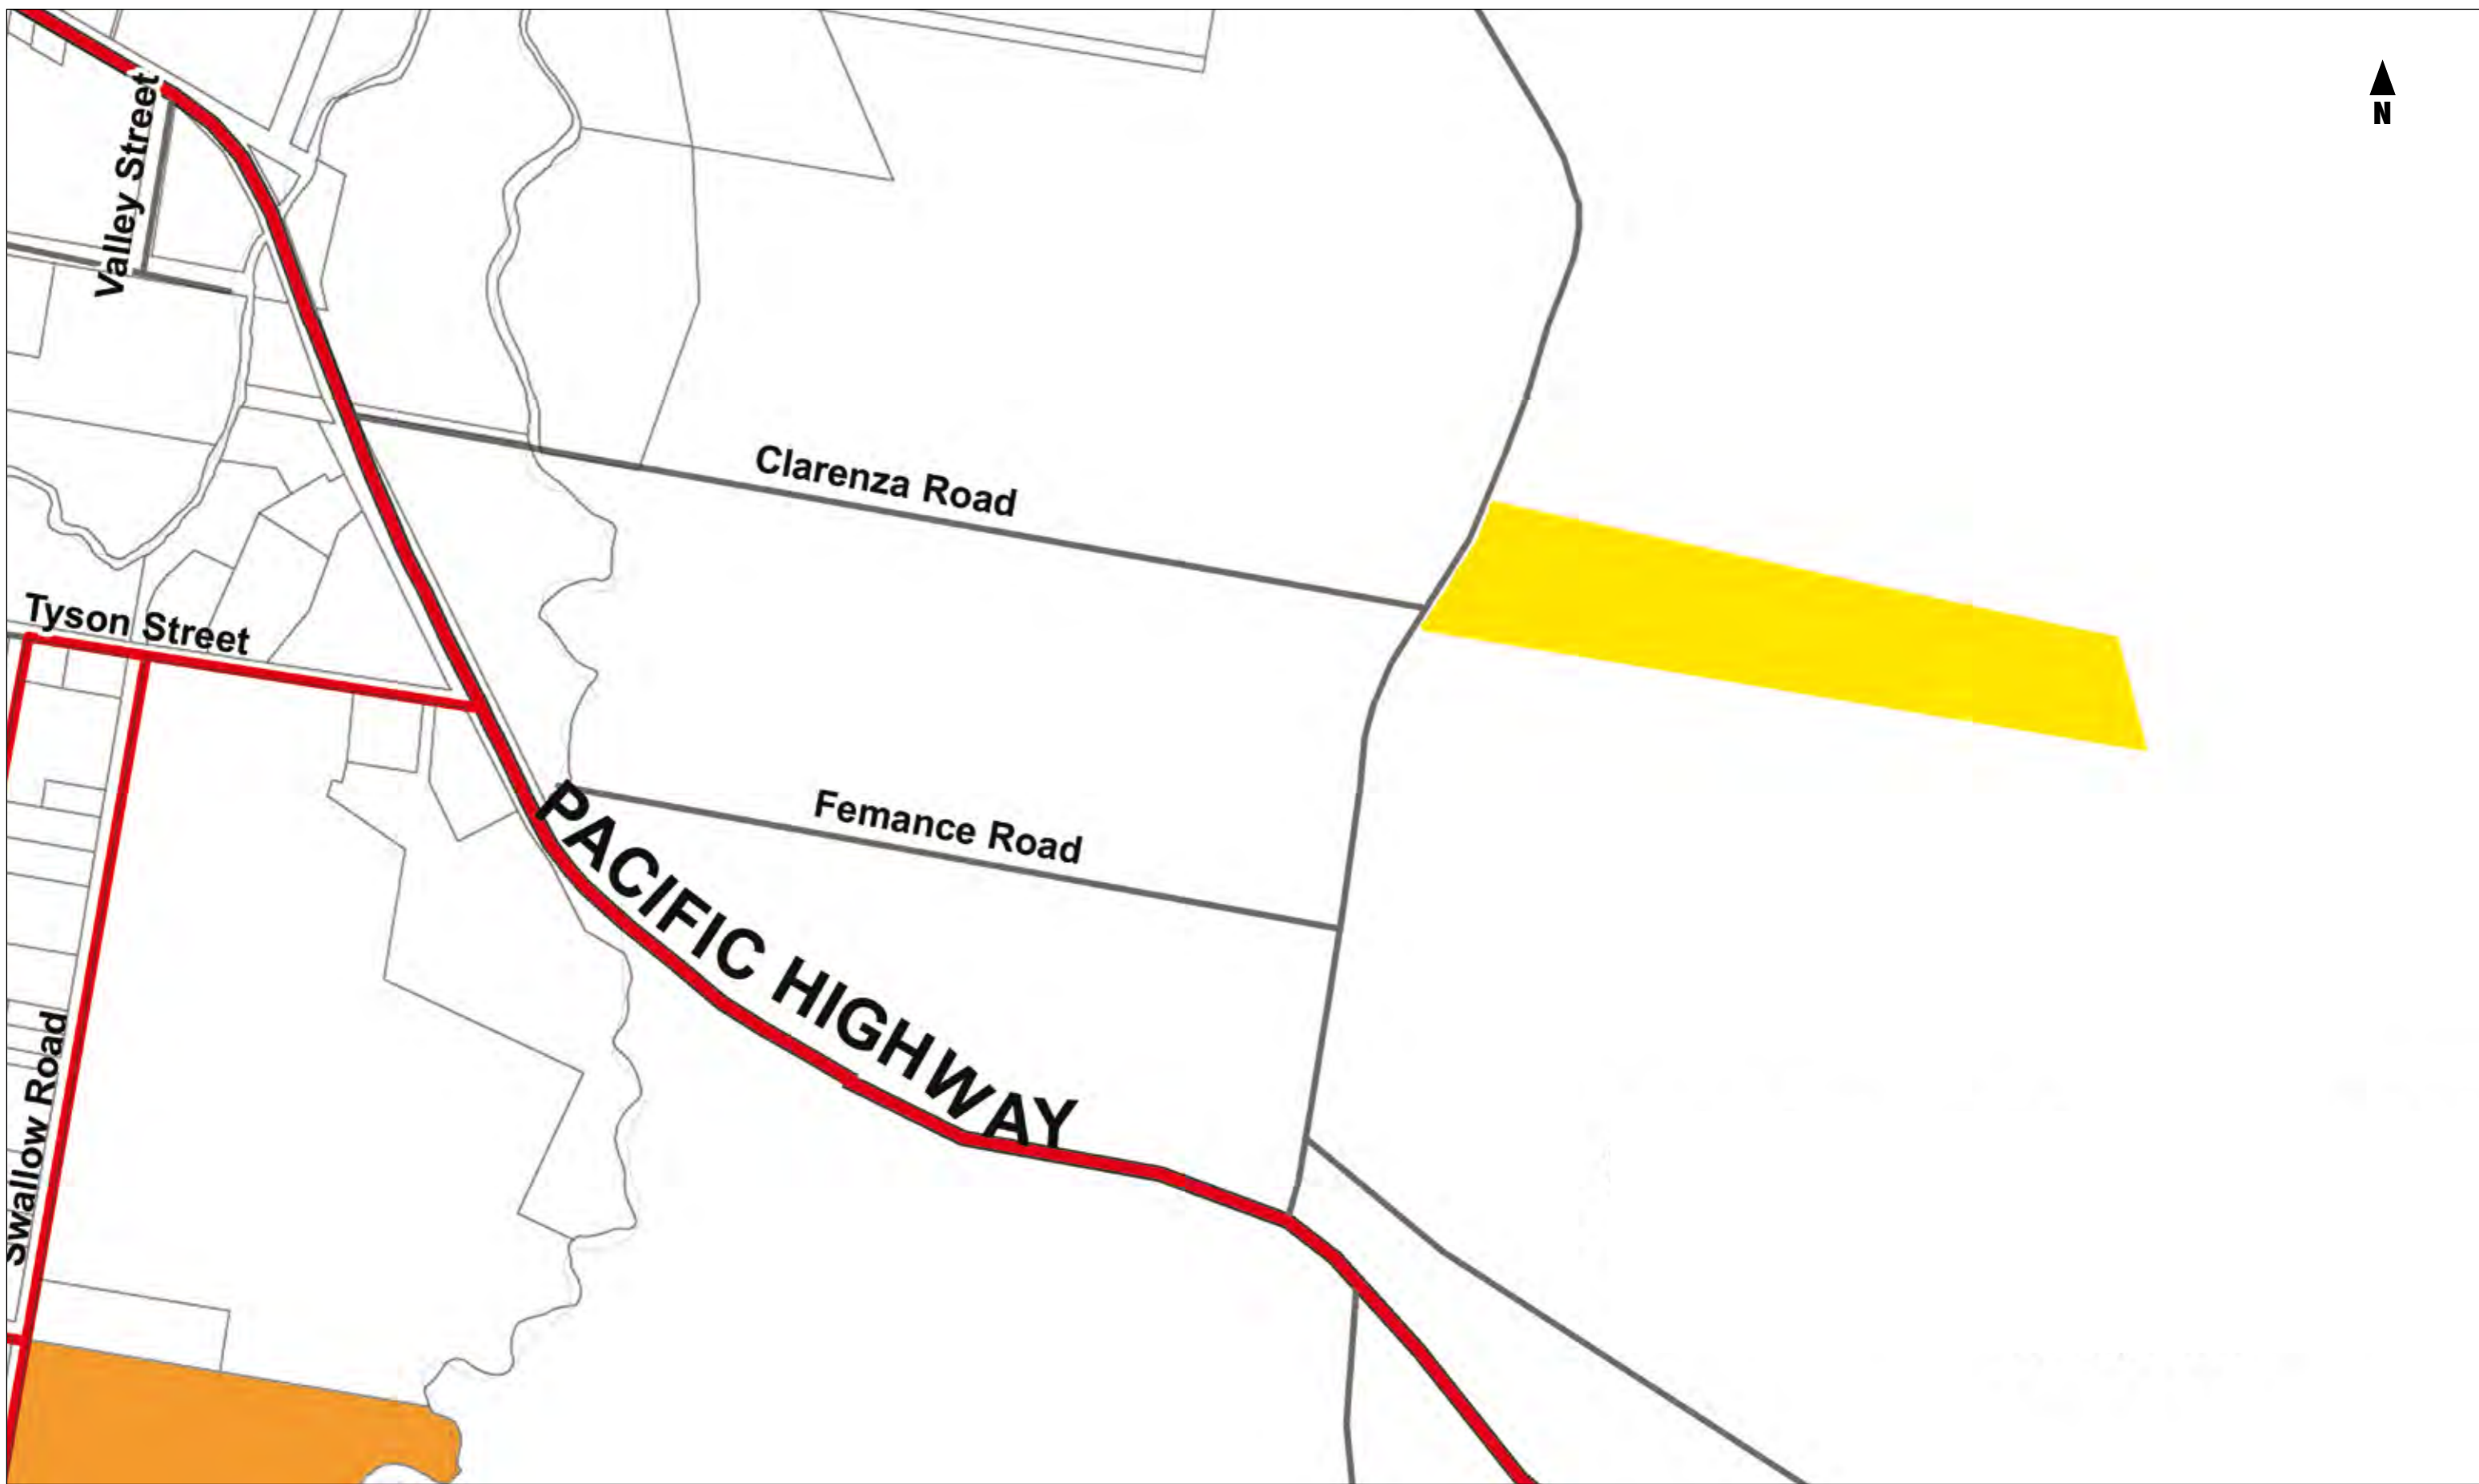 N
Valley Street
Clarenza Road
Tyson Street
Femance Road
PACIFIC HIGHWAY
Swallow Road